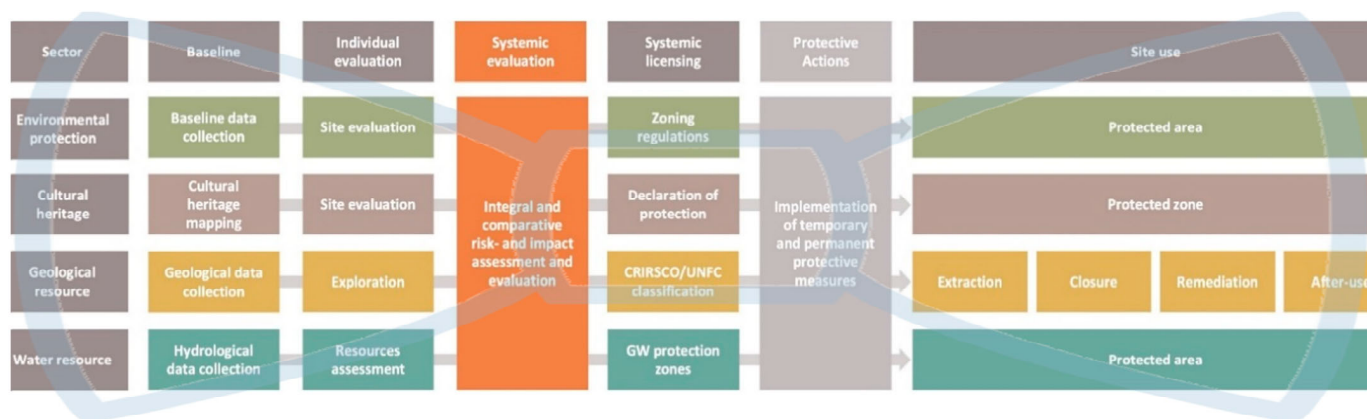 Sector
Baseline
Individual
evaluation
Systemic
evaluation
Systemic
licensing
Protective
Actions
Site use
Environmental
protection
Baseline data
collection
Site evaluation
Zoning
regulations
Protected area
Cultural
heritage
Cultural
heritage
mapping
Site evaluation
Integral and
comparative
risk- and impact
assessment and
evaluation
Declaration of
protection
Implementation
of temporary
and permanent
protective
measures
Protected zone
Geological
resource
Geological data
collection
Exploration
CRIRSCO/UNFC
classification
Extraction
Closure
Remediation
After-use
Water resource
Hydrological
data collection
Resources
assessment
GW protection
zones
Protected area